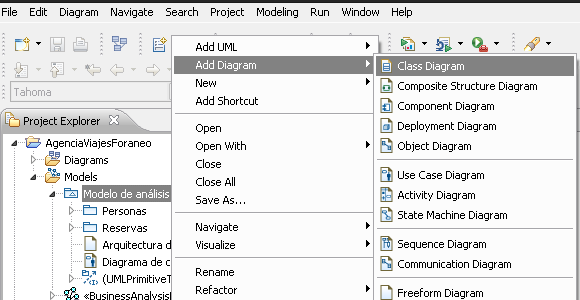 File Edit Diagram Navigate Search Project Modeling Run Window Help
Tahoma
Project Explorer
AgenciaViajesForaneo
Diagrams
Models
Modelo de análisis
Personas
Reservas
Arquitectura d
Diagrama de c
(UMLPrimitiveT
«BusinessAnalysis
Add UML
Add Diagram
New
Add Shortcut
Open
Open With
Close
Close All
Save As...
Navigate
Visualize
Rename
Refactor
Class Diagram
Composite Structure Diagram
Component Diagram
Deployment Diagram
Object Diagram
Use Case Diagram
Activity Diagram
State Machine Diagram
Sequence Diagram
Communication Diagram
Freeform Diagram